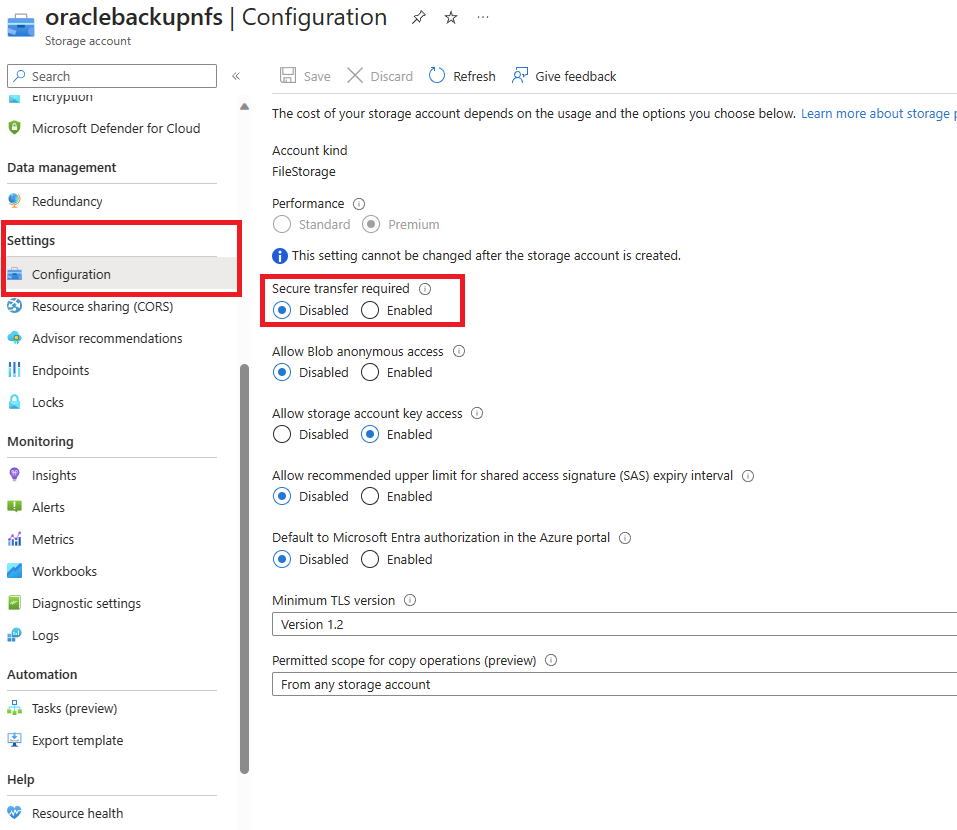 oraclebackupnfs | Configuration
Storage account
Search
Encryption
Microsoft Defender for Cloud
Data management
Redundancy
Settings
Configuration
Resource sharing (CORS)
Advisor recommendations
Endpoints
Locks
Monitoring
Insights
Alerts
Metrics
Workbooks
Diagnostic settings
Logs
Automation
Tasks (preview)
Export template
Help
Resource health
Save Discard Refresh Give feedback
The cost of your storage account depends on the usage and the options you choose below. Learn more about storage p
Account kind
FileStorage
Performance
Standard Premium
This setting cannot be changed after the storage account is created.
Secure transfer required
Disabled Enabled
Allow Blob anonymous access
Disabled Enabled
Allow storage account key access
Disabled Enabled
Allow recommended upper limit for shared access signature (SAS) expiry interval
Disabled Enabled
Default to Microsoft Entra authorization in the Azure portal
Disabled Enabled
Minimum TLS version
Version 1.2
Permitted scope for copy operations (preview)
From any storage account